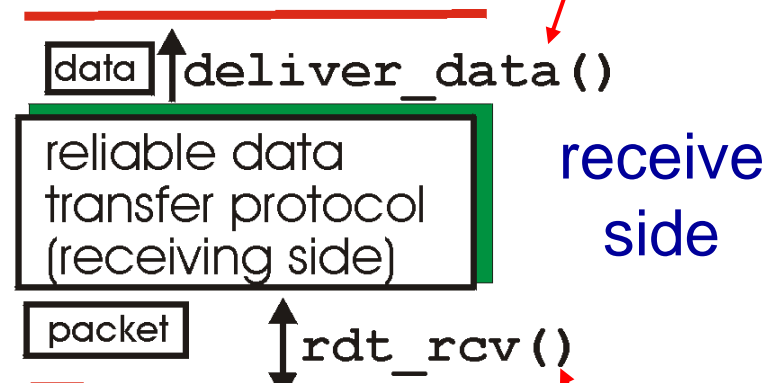 data deliver_data()
reliable data
transfer protocol
(receiving side)
receive
side
packet rdt_rcv()